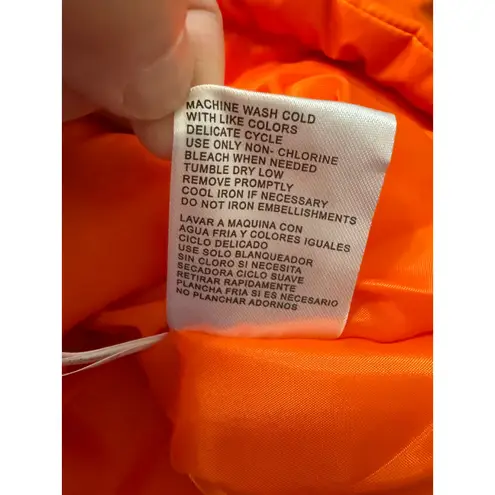 MACHINE WASH COLD
WITH LIKE COLORS
DELICATE CYCLE
USE ONLY NON- CHLORINE
BLEACH WHEN NEEDED
TUMBLE DRY LOW
REMOVE PROMPTLY
COOL IRON IF NECESSARY
DO NOT IRON EMBELLISHMENTS
LAVAR A MAQUINA CON
AGUA FRIA Y COLORES IGUALES
CICLO DELICADO
USE SOLO BLANQUEADOR
SIN CLORO SI NECESITA
SECADORA CICLO SUAVE
RETIRAR RAPIDAMENTE
PLANCHA FRIA SI ES NECESARIO
NO PLANCHAR ADORNOS